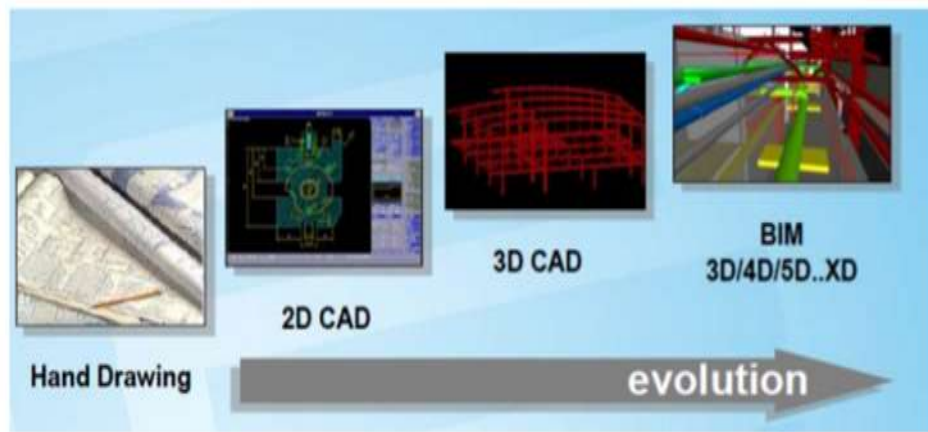 Hand Drawing
2D CAD
3D CAD
BIM
3D/4D/5D..XD
evolution